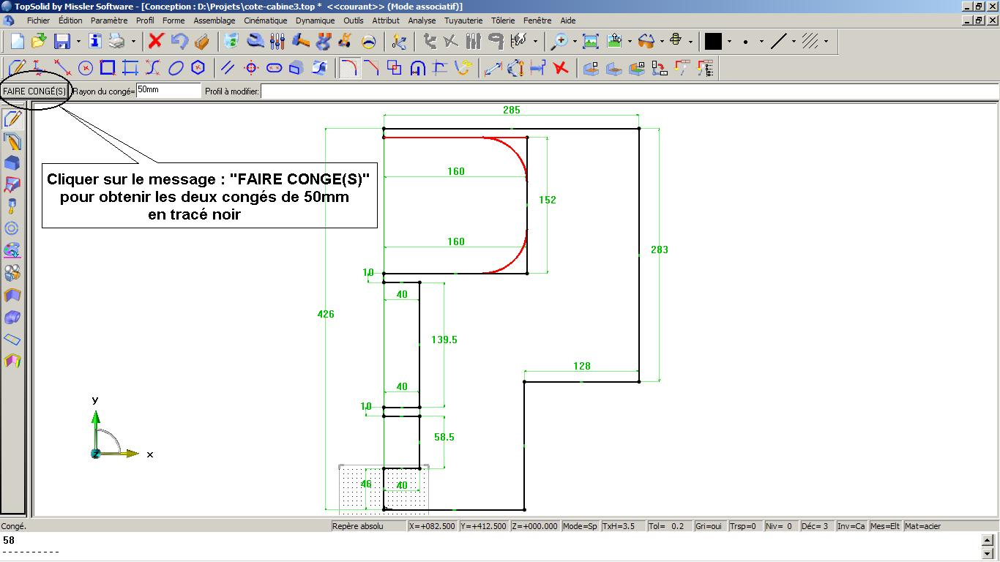 TopSolid by Missler Software - [Conception : D:\Projets\cote-cabine3.top * <<courant>> (Mode associatif)]
Fichier Édition Paramètre Profil Forme Assemblage Cinématique Dynamique Outils Attribut Analyse Tuyauterie Tôlerie Fenêtre Aide
FAIRE CONGÉ(S) Rayon du congé= 50mm Profil à modifier:
285
Cliquer sur le message : "FAIRE CONGE(S)"
pour obtenir les deux congés de 50mm
en tracé noir
160
152
160
283
10
40
426
139.5
128
40
10
58.5
46
40
y
x
z
Congé. Repère absolu X=+082.500 Y=+412.500 Z=+000.000 Mode=Sp TxH=3.5 Tol= 0.2 Gri=oui Trsp=0 Niv= 0 Déc= 3 Inv=Ca Mes=Elt Mat=acier
58
----------